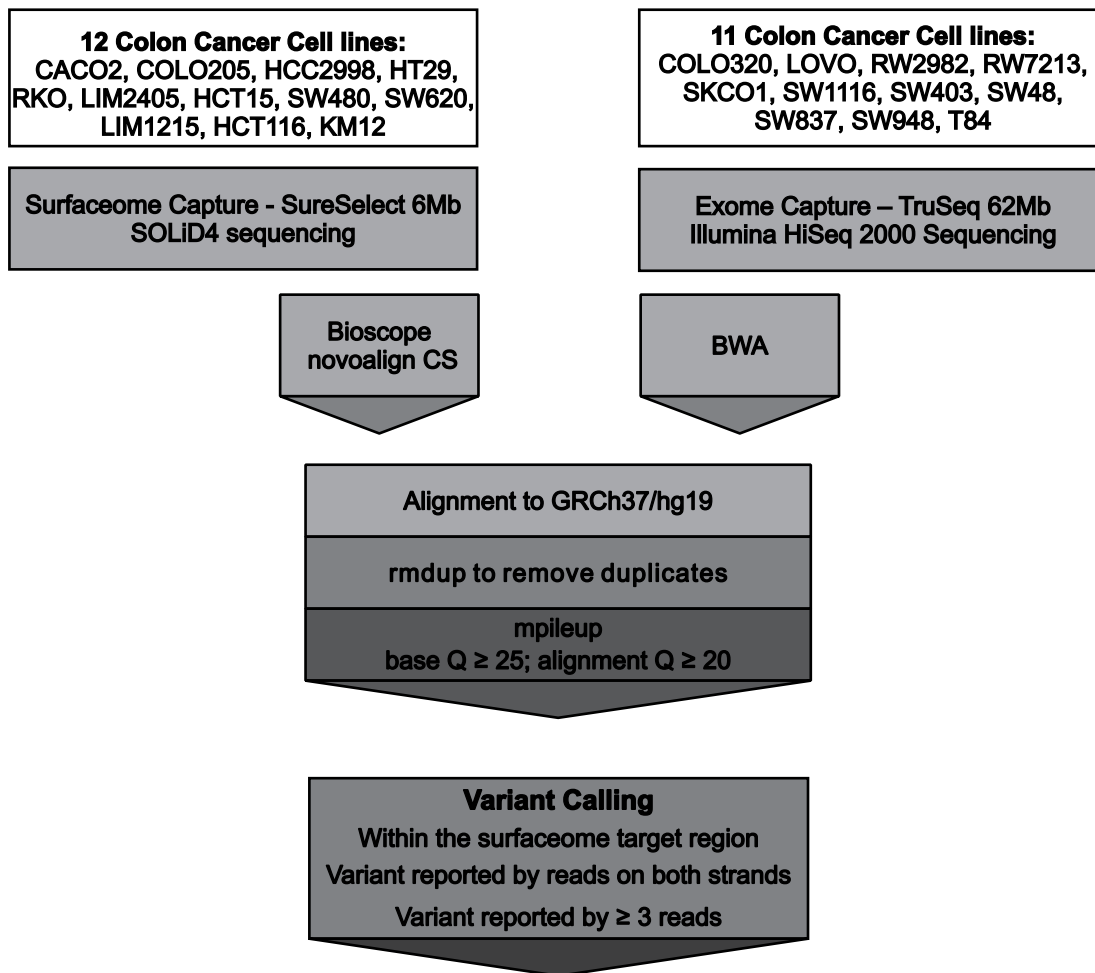 12 Colon Cancer Cell lines:
CACO2, COLO205, HCC2998, HT29,
RKO, LIM2405, HCT15, SW480, SW620,
LIM1215, HCT116, KM12
11 Colon Cancer Cell lines:
COLO320, LOVO, RW2982, RW7213,
SKCO1, SW1116, SW403, SW48,
SW837, SW948, T84
Surfaceome Capture - SureSelect 6Mb
SOLiD4 sequencing
Exome Capture – TruSeq 62Mb
Illumina HiSeq 2000 Sequencing
Bioscope
novoalign CS
BWA
Alignment to GRCh37/hg19
rmdup to remove duplicates
mpileup
base Q ≥ 25; alignment Q ≥ 20
Variant Calling
Within the surfaceome target region
Variant reported by reads on both strands
Variant reported by ≥ 3 reads